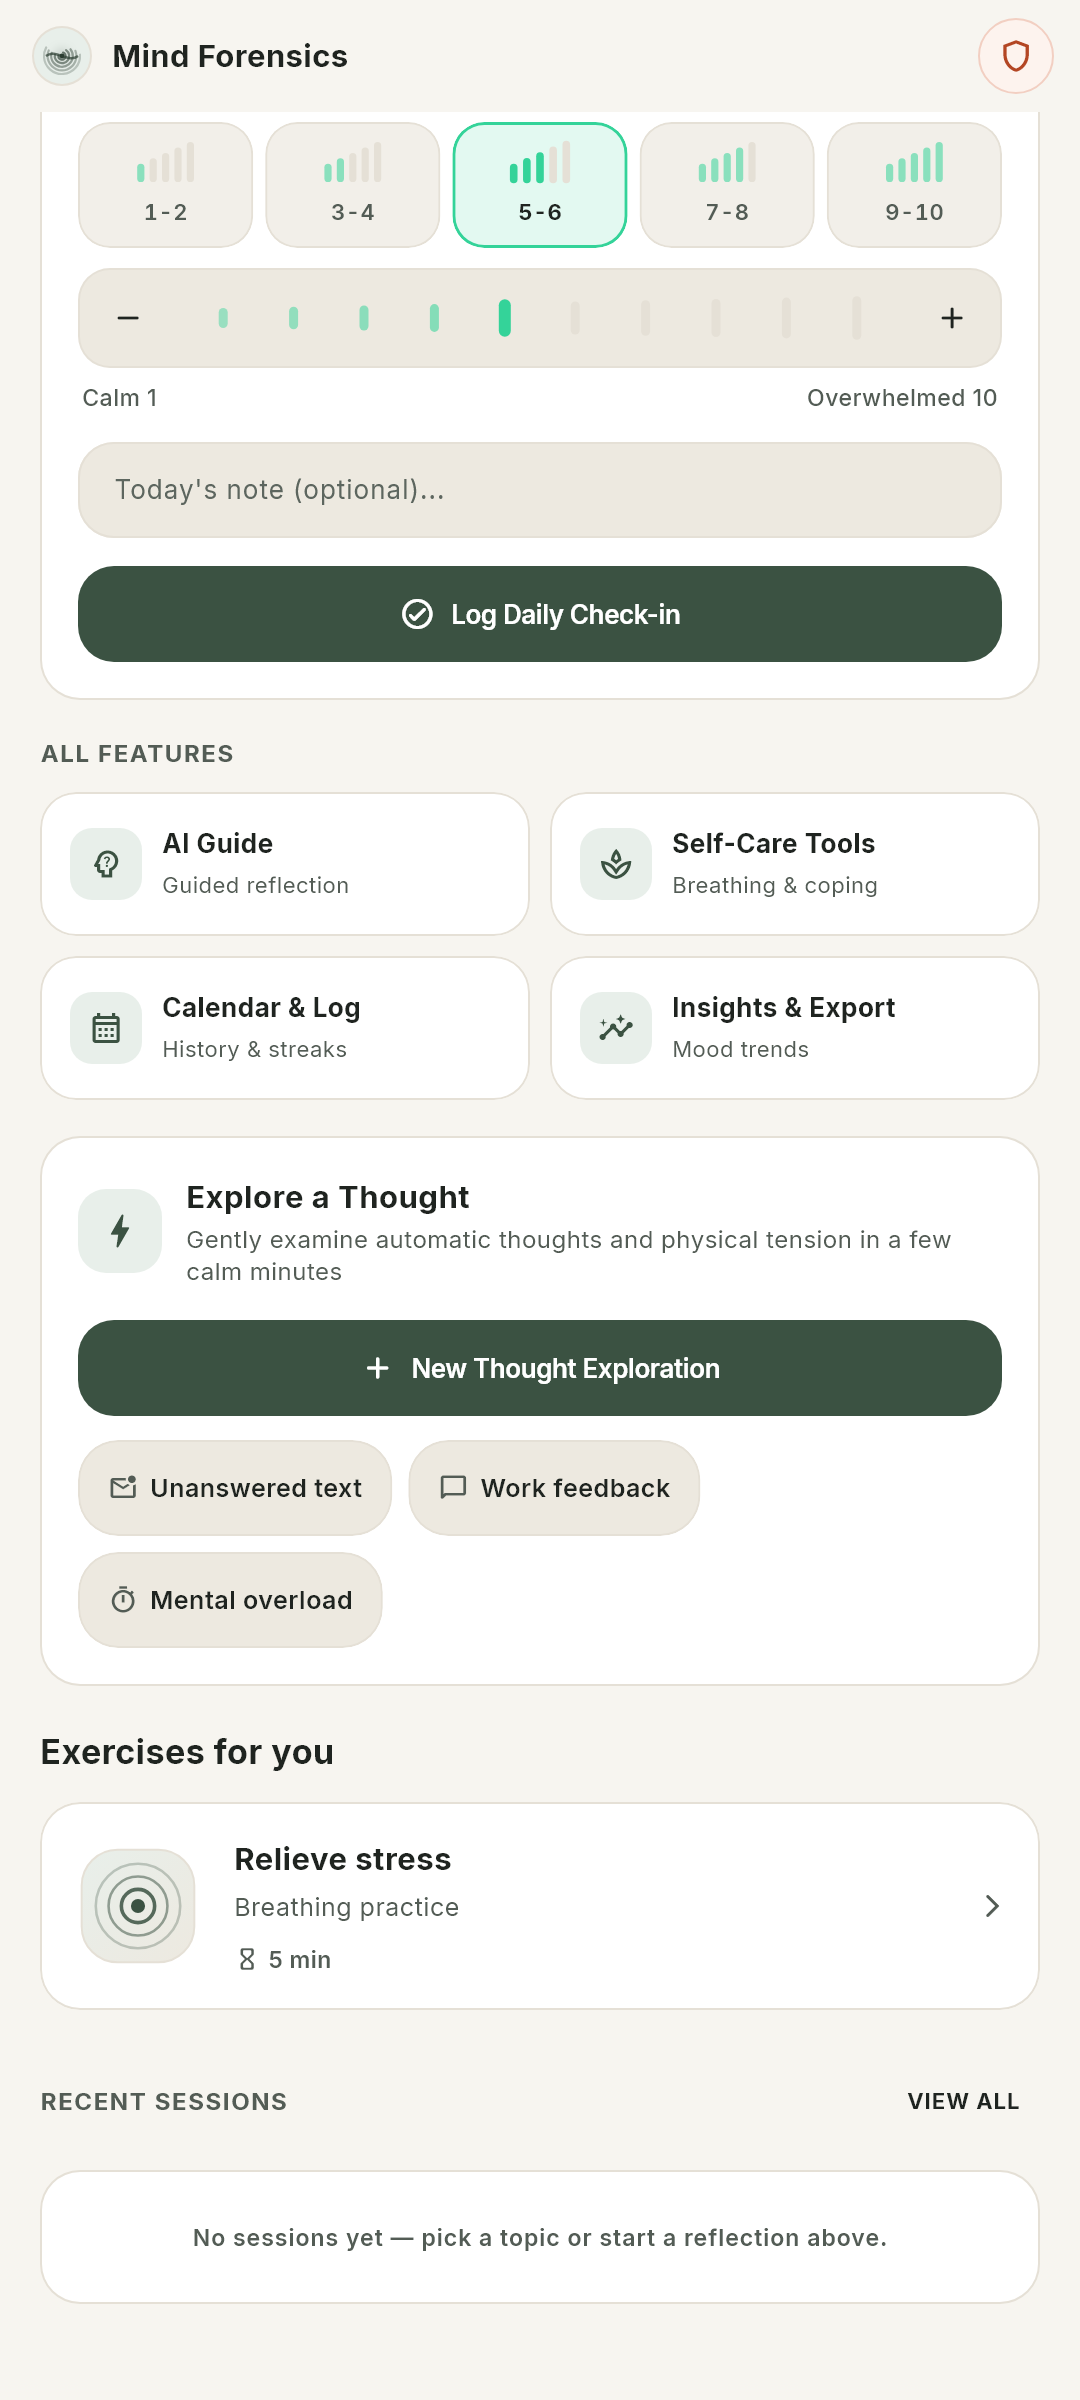 Mind Forensics
1-2
3-4
5-6
7-8
9-10
Calm 1
Overwhelmed 10
Today's note (optional)...
Log Daily Check-in
ALL FEATURES
AI Guide
Guided reflection
Self-Care Tools
Breathing & coping
Calendar & Log
History & streaks
Insights & Export
Mood trends
Explore a Thought
Gently examine automatic thoughts and physical tension in a few
calm minutes
New Thought Exploration
Unanswered text
Work feedback
Mental overload
Exercises for you
Relieve stress
Breathing practice
5 min
RECENT SESSIONS
VIEW ALL
No sessions yet — pick a topic or start a reflection above.